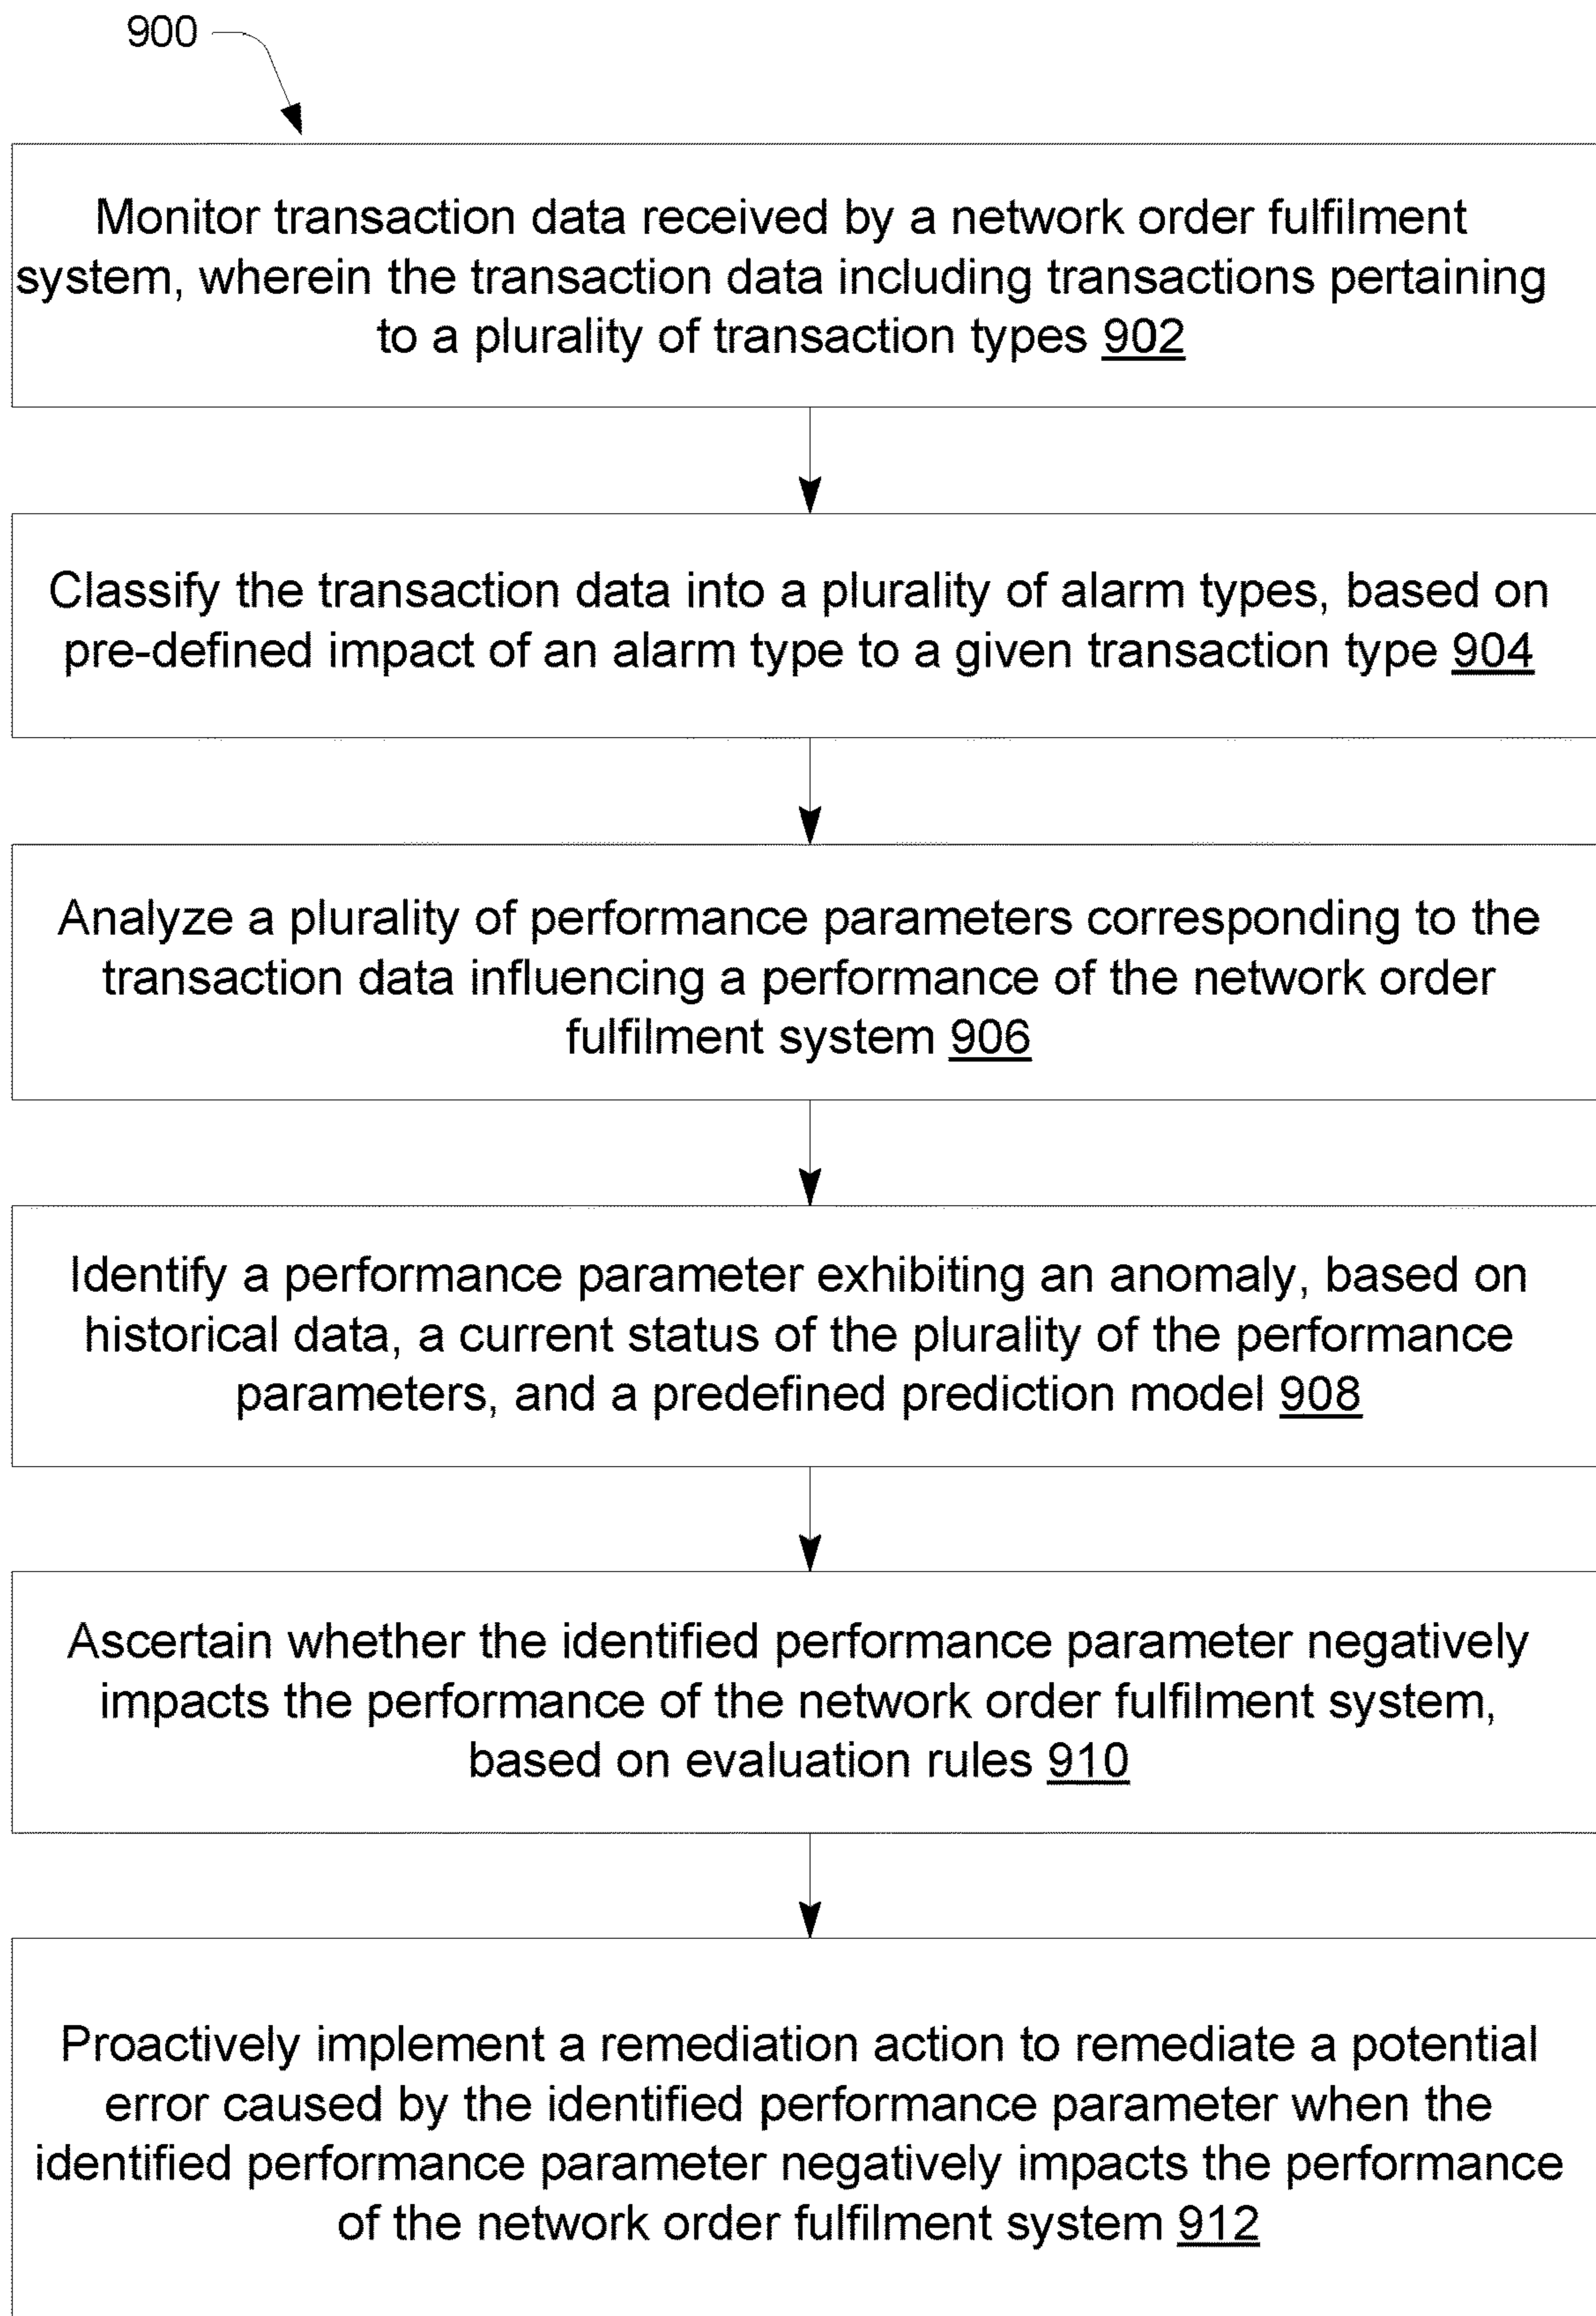 900
Monitor transaction data received by a network order fulfilment
system, wherein the transaction data including transactions pertaining
to a plurality of transaction types 902
Classify the transaction data into a plurality of alarm types, based on
pre-defined impact of an alarm type to a given transaction type 904
Analyze a plurality of performance parameters corresponding to the
transaction data influencing a performance of the network order
fulfilment system 906
Identify a performance parameter exhibiting an anomaly, based on
historical data, a current status of the plurality of the performance
parameters, and a predefined prediction model 908
Ascertain whether the identified performance parameter negatively
impacts the performance of the network order fulfilment system,
based on evaluation rules 910
Proactively implement a remediation action to remediate a potential
error caused by the identified performance parameter when the
identified performance parameter negatively impacts the performance
of the network order fulfilment system 912